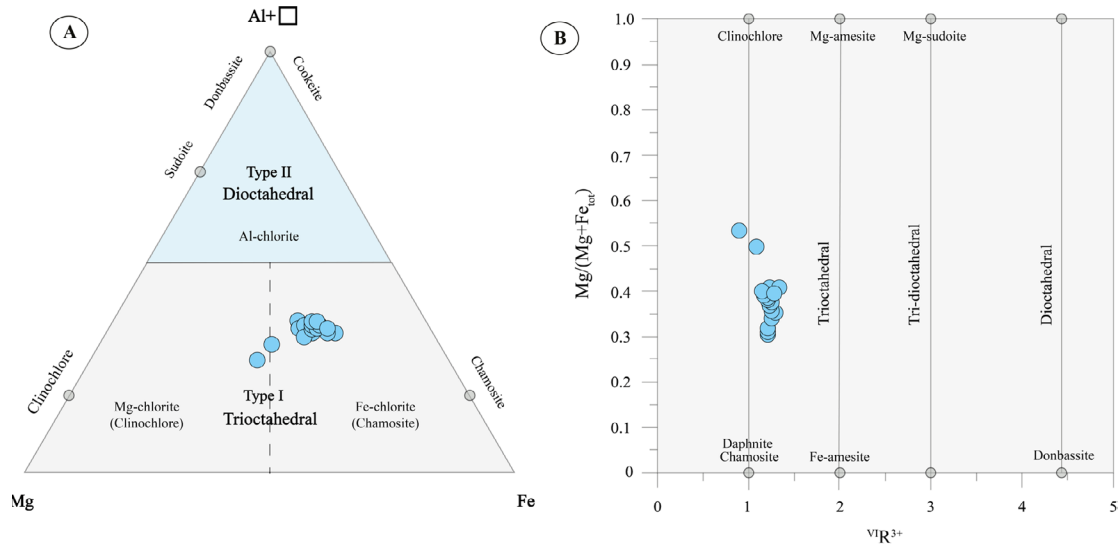 A
Al+
Donbassite
Cookeite
Sudoite
Type II
Dioctahedral
Al-chlorite
Clinochlore
Chamosite
Mg-chlorite
(Clinochlore)
Type I
Trioctahedral
Fe-chlorite
(Chamosite)
Mg
Fe
B
1.0
0.9
0.8
0.7
0.6
0.5
0.4
0.3
0.2
0.1
0
Mg/(Mg+Fetot)
Clinochlore
Mg-amesite
Mg-sudoite
Trioctahedral
Tri-dioctahedral
Dioctahedral
Daphnite
Chamosite
Fe-amesite
Donbassite
0
1
2
3
4
5
VIR3+